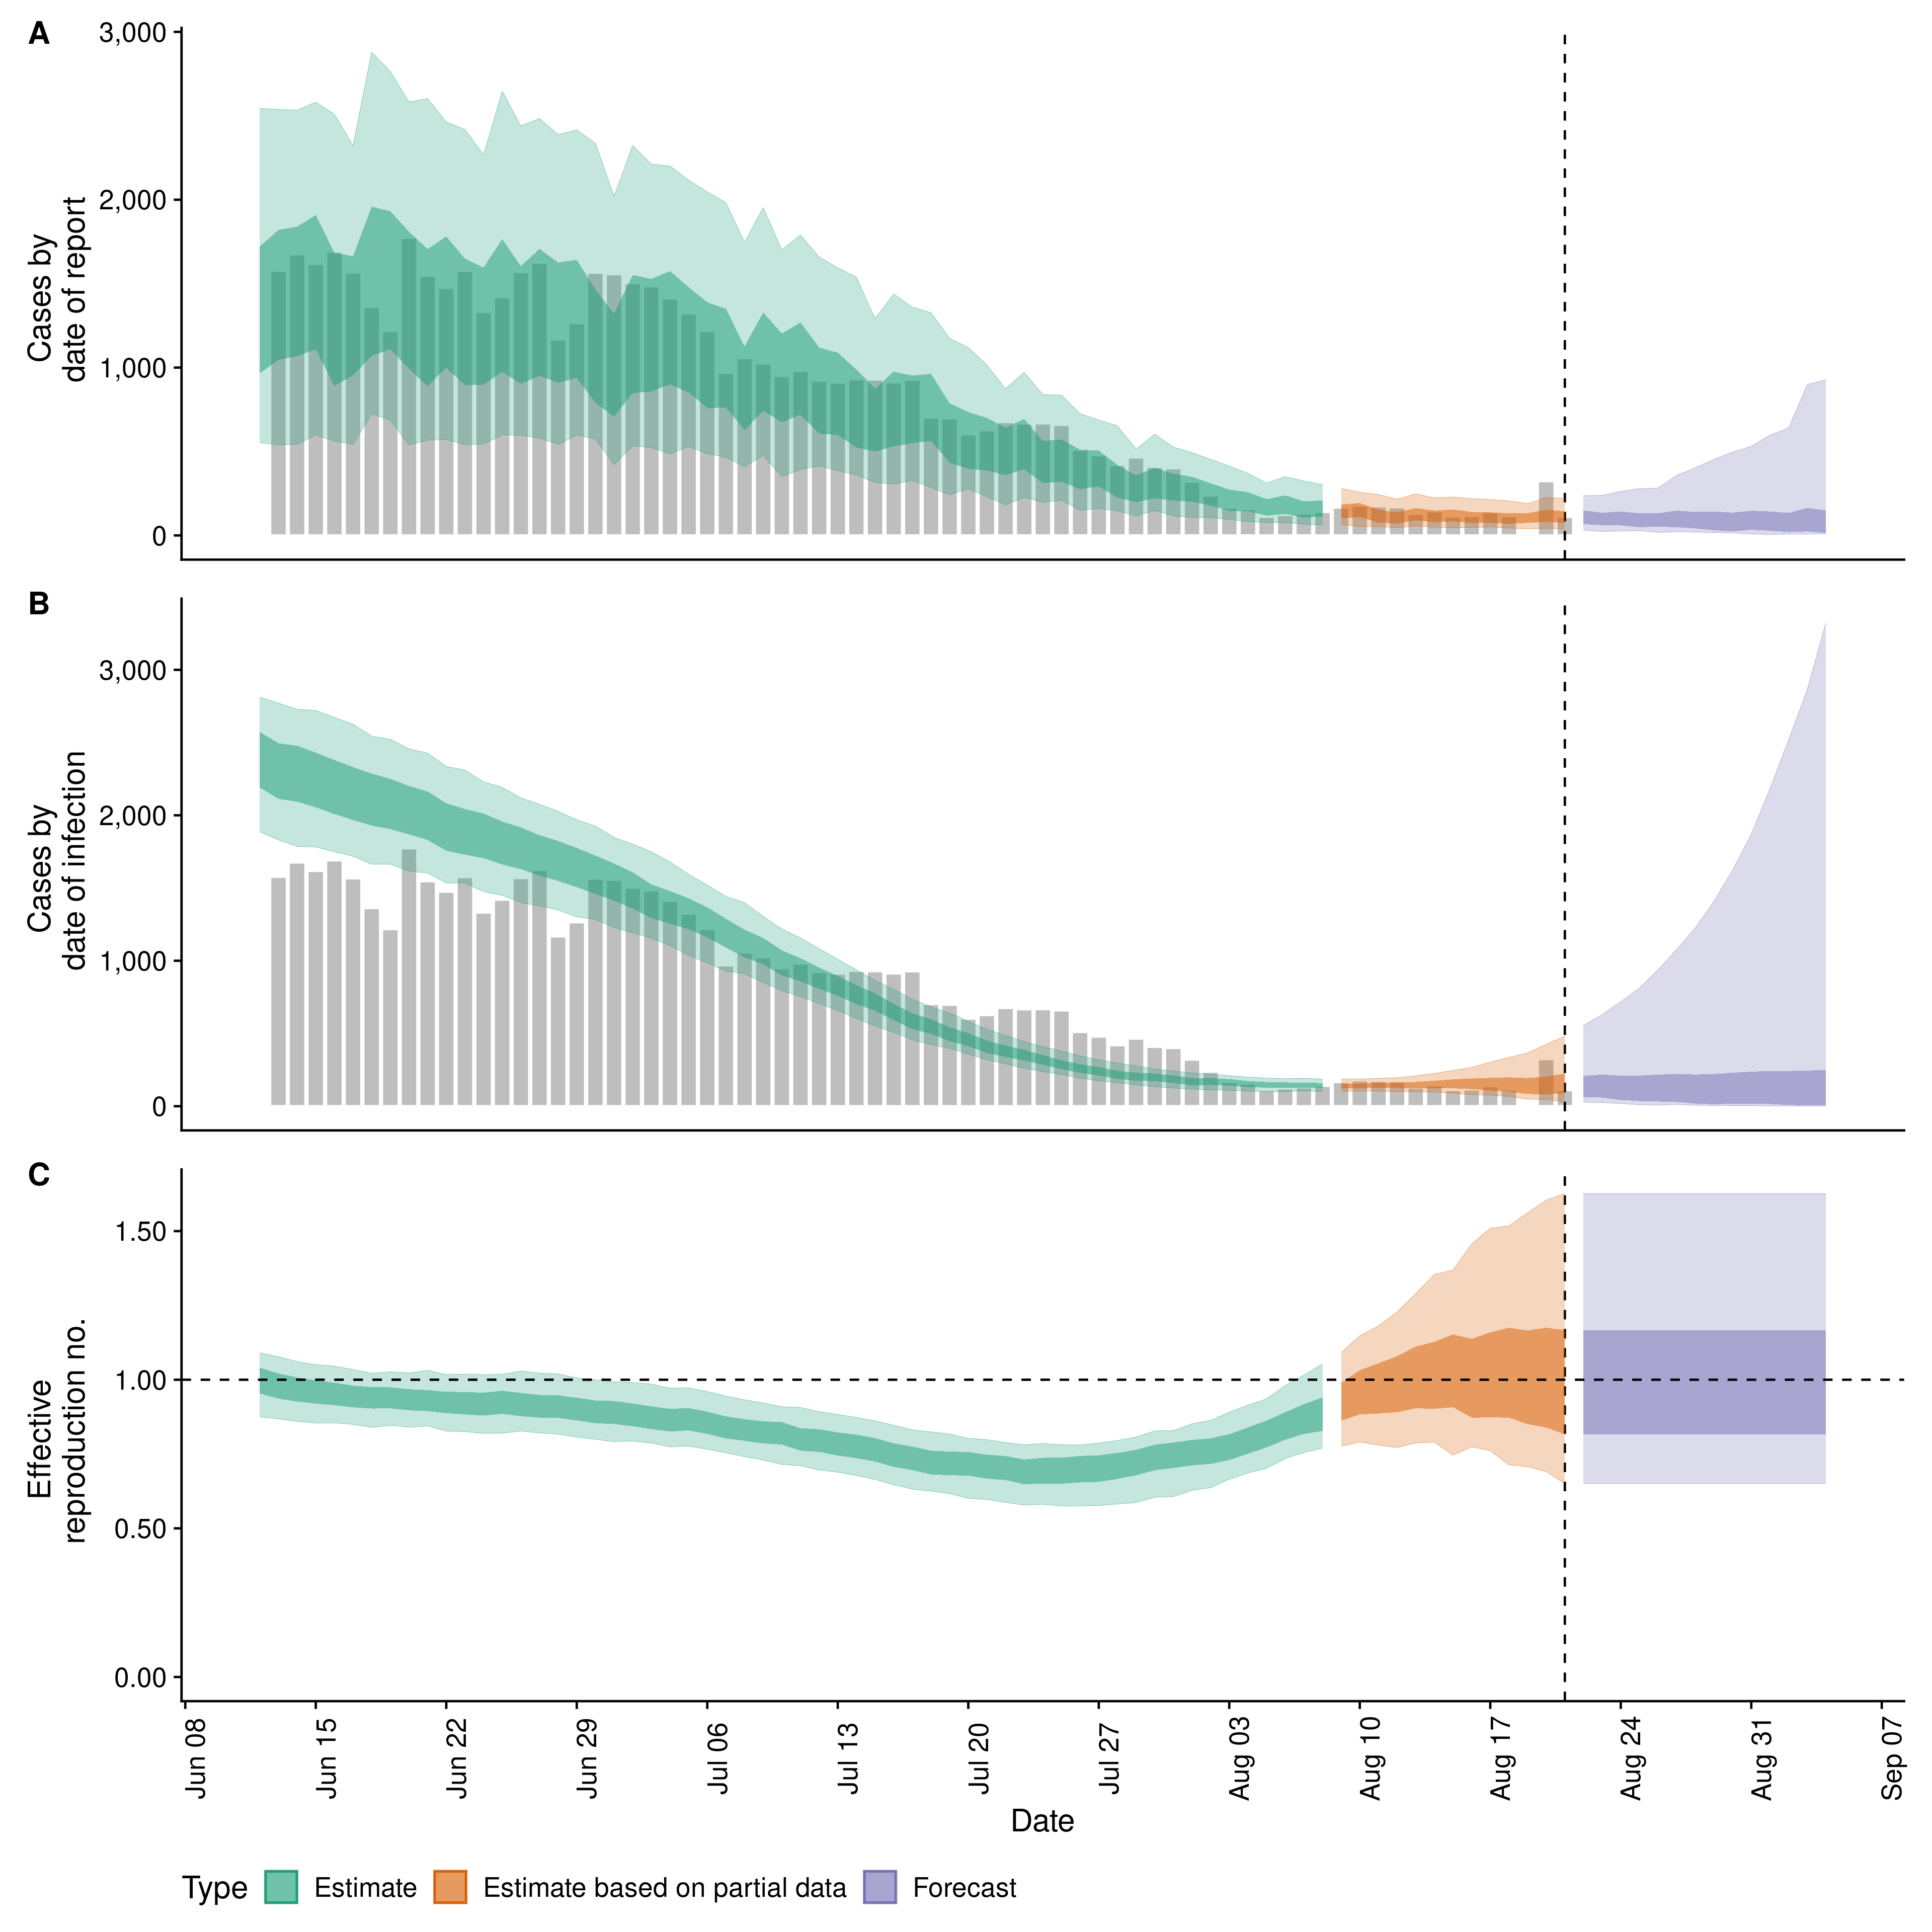 A
3,000
2,000
1,000
0
Cases by
date of report
B
3,000
2,000
1,000
0
Cases by
date of infection
C
1.50
1.00
0.50
0.00
Effective
reproduction no.
Jun 08
Jun 15
Jun 22
Jun 29
Jul 06
Jul 13
Jul 20
Jul 27
Aug 03
Aug 10
Aug 17
Aug 24
Aug 31
Sep 07
Date
Type Estimate Estimate based on partial data Forecast